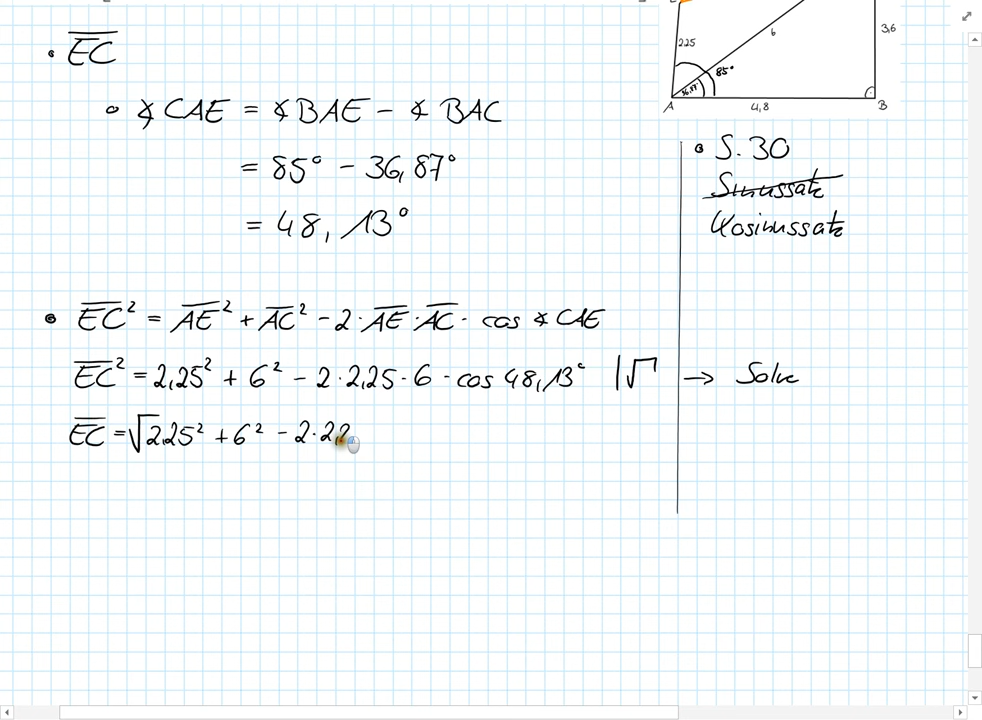 • EC
∡ CAE = ∡ BAE − ∡ BAC
= 85° − 36,87°
= 48,13°
• EC² = AE² + AC² − 2 · AE · AC · cos ∡ CAE
EC² = 2,25² + 6² − 2 · 2,25 · 6 · cos 48,13° |√ → Solve
EC = √2,25² + 6² − 2 · 2,2
2,25
6
3,6
85°
36,87°
A
4,8
B
• S. 30
Sinussatz
Kosinussatz